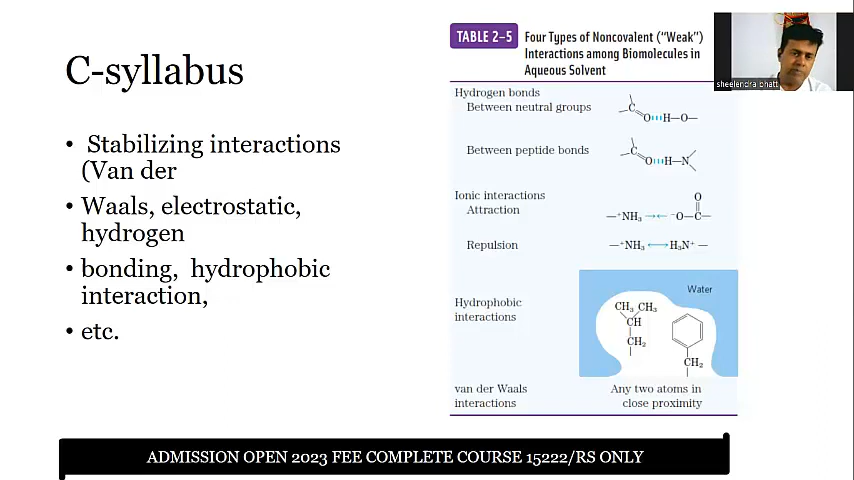 C-syllabus
• Stabilizing interactions
(Van der
• Waals, electrostatic,
hydrogen
• bonding, hydrophobic
interaction,
• etc.
TABLE 2–5 Four Types of Noncovalent (“Weak”)
Interactions among Biomolecules in
Aqueous Solvent
Hydrogen bonds
Between neutral groups
C O H—O—
Between peptide bonds
C O H—N
Ionic interactions
O
Attraction
—⁺NH₃ ⁻O—C—
Repulsion
—⁺NH₃ H₃N⁺—
Hydrophobic
interactions
Water
CH₃ CH₃
CH
CH₂
CH₂
van der Waals
interactions
Any two atoms in
close proximity
sheelendra bhatt
ADMISSION OPEN 2023 FEE COMPLETE COURSE 15222/RS ONLY